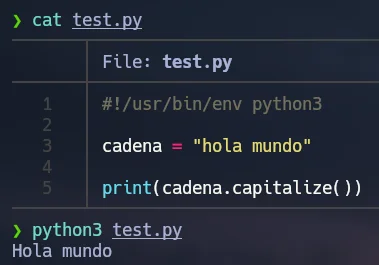 ❯ cat test.py
File: test.py
1 #!/usr/bin/env python3
2
3 cadena = "hola mundo"
4
5 print(cadena.capitalize())
❯ python3 test.py
Hola mundo